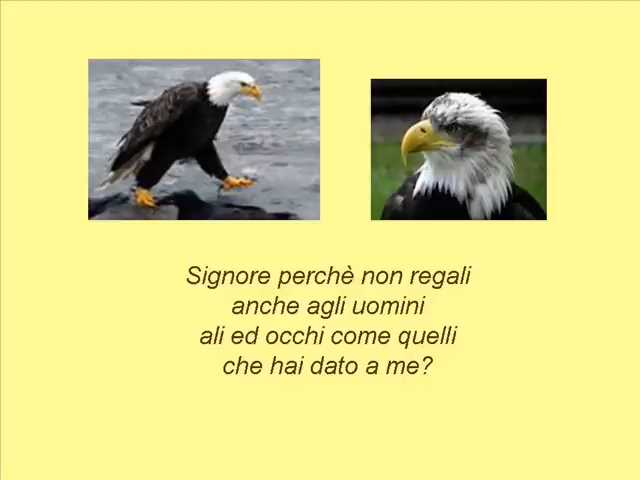 Signore perchè non regali
anche agli uomini
ali ed occhi come quelli
che hai dato a me?